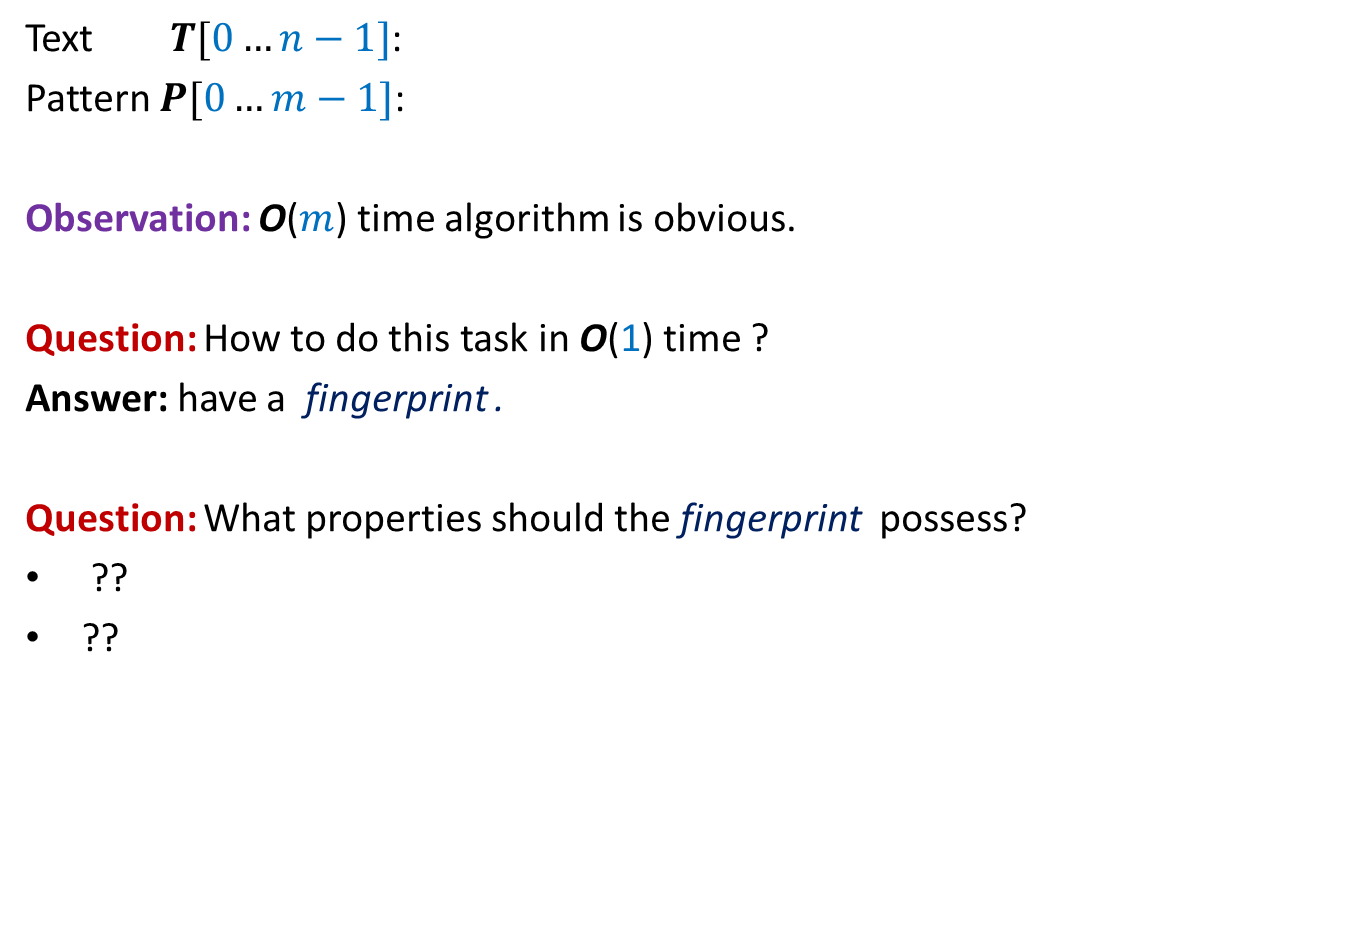 Text T[0 … n − 1]:
Pattern P[0 … m − 1]:
Observation: O(m) time algorithm is obvious.
Question: How to do this task in O(1) time ?
Answer: have a fingerprint.
Question: What properties should the fingerprint possess?
• ??
• ??